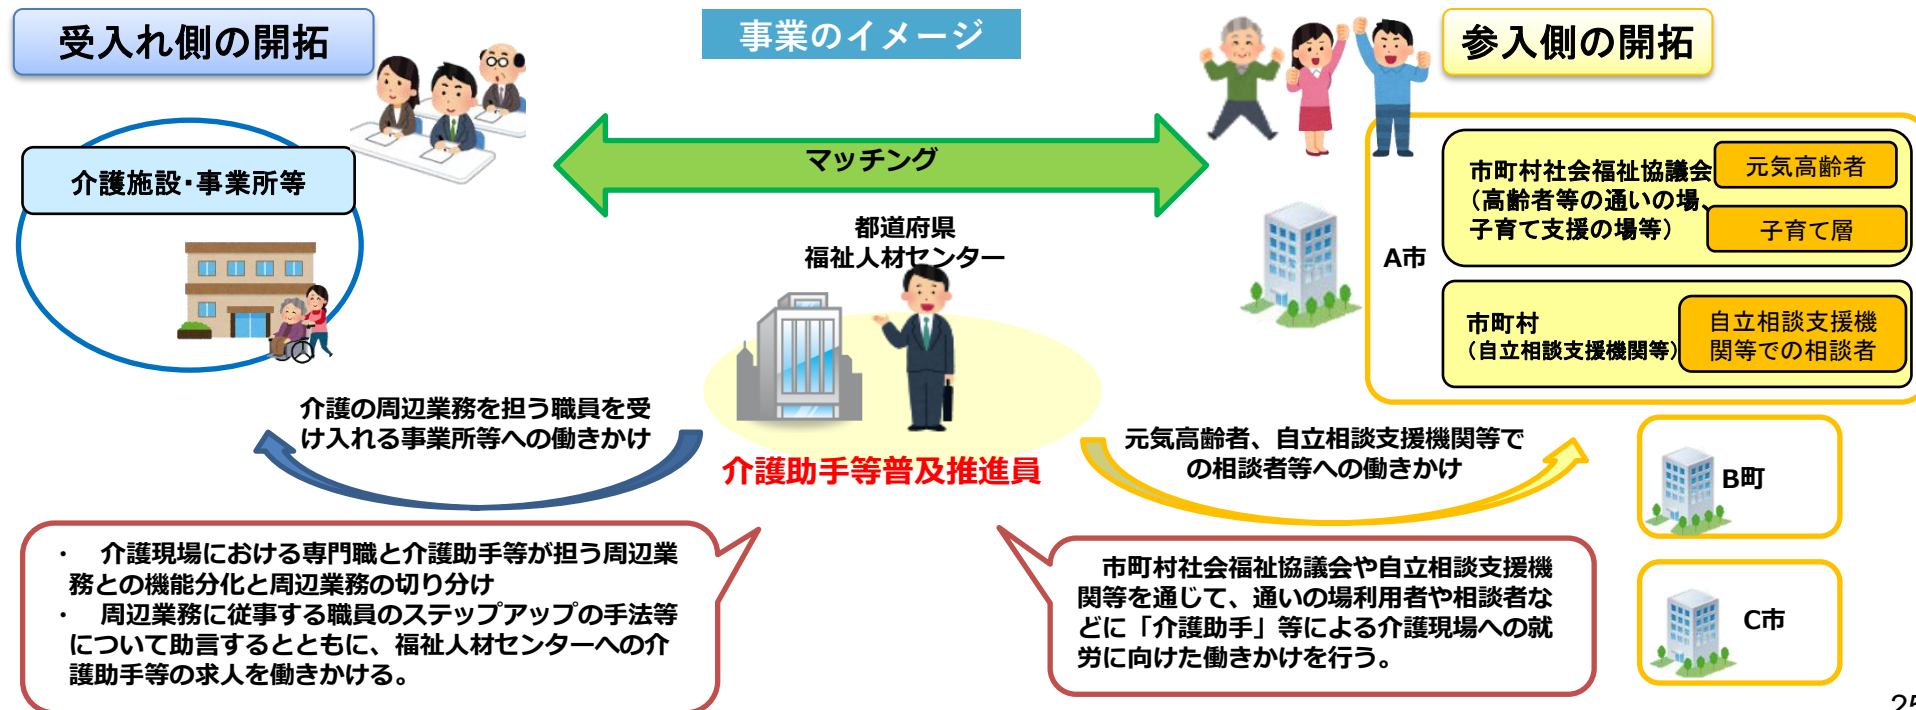 事業のイメージ
受入れ側の開拓
参入側の開拓
介護施設・事業所等
マッチング
都道府県
福祉人材センター
介護助手等普及推進員
A市
市町村社会福祉協議会
（高齢者等の通いの場、
子育て支援の場等）
元気高齢者
子育て層
市町村
（自立相談支援機関等）
自立相談支援機
関等での相談者
B町
C市
介護の周辺業務を担う職員を受
け入れる事業所等への働きかけ
元気高齢者、自立相談支援機関等で
の相談者等への働きかけ
・　介護現場における専門職と介護助手等が担う周辺業
務との機能分化と周辺業務の切り分け
・　周辺業務に従事する職員のステップアップの手法等
について助言するとともに、福祉人材センターへの介
護助手等の求人を働きかける。
市町村社会福祉協議会や自立相談支援機
関等を通じて、通いの場利用者や相談者な
どに「介護助手」等による介護現場への就
労に向けた働きかけを行う。
25